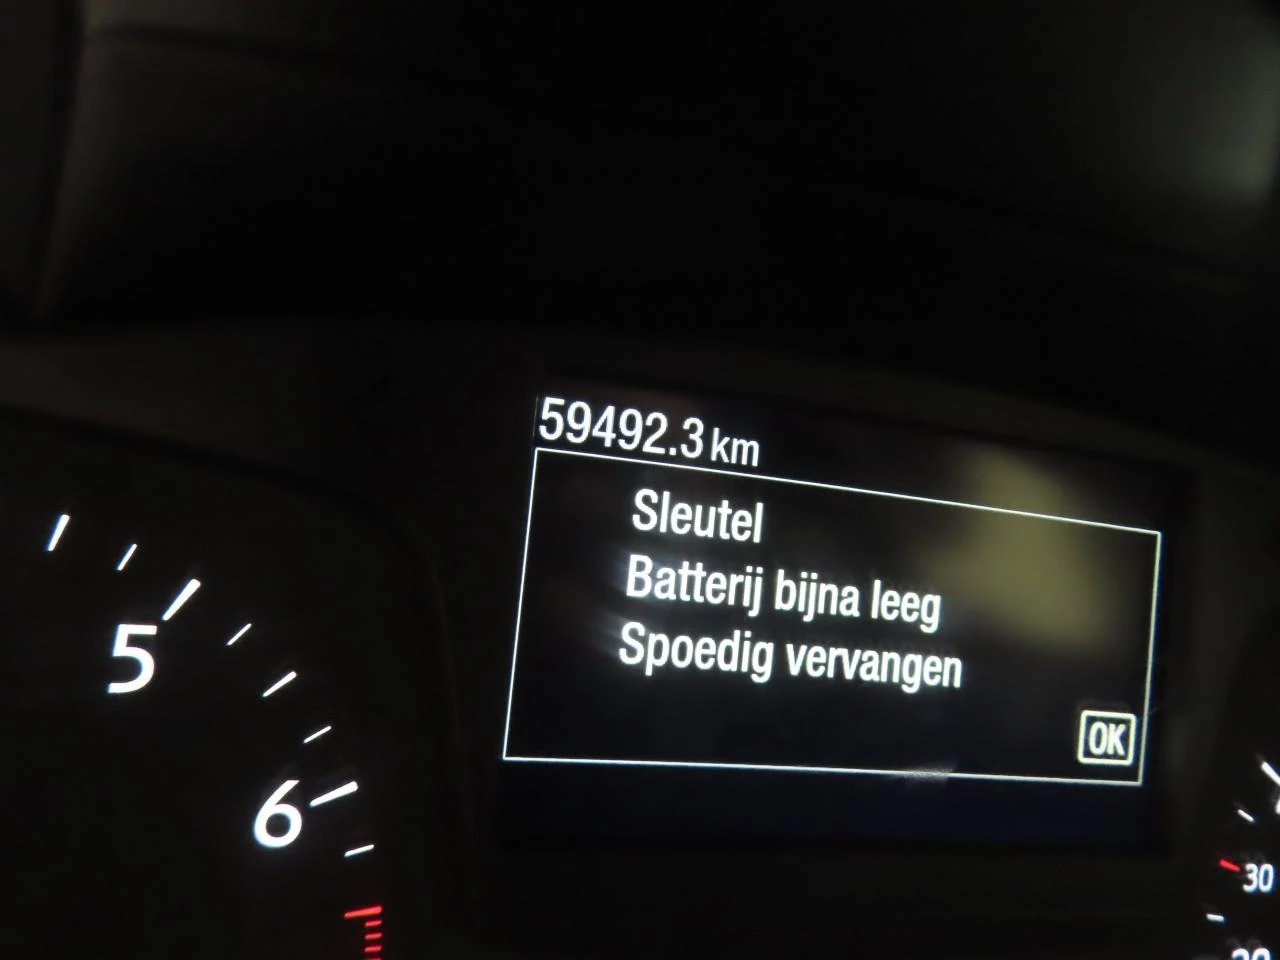 59492.3 km
Sleutel
Batterij bijna leeg
Spoedig vervangen
OK
5
6
30